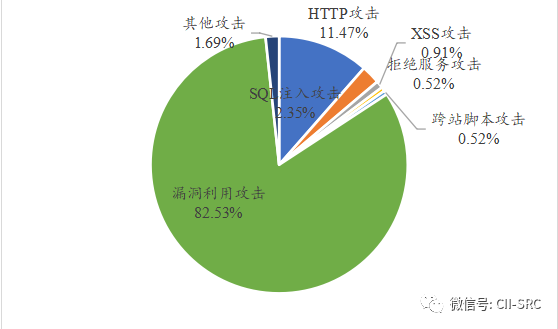 其他攻击
1.69%
HTTP攻击
11.47%
XSS攻击
0.91%
拒绝服务攻击
0.52%
SQL注入攻击
2.35%
跨站脚本攻击
0.52%
漏洞利用攻击
82.53%
微信号: CII-SRC